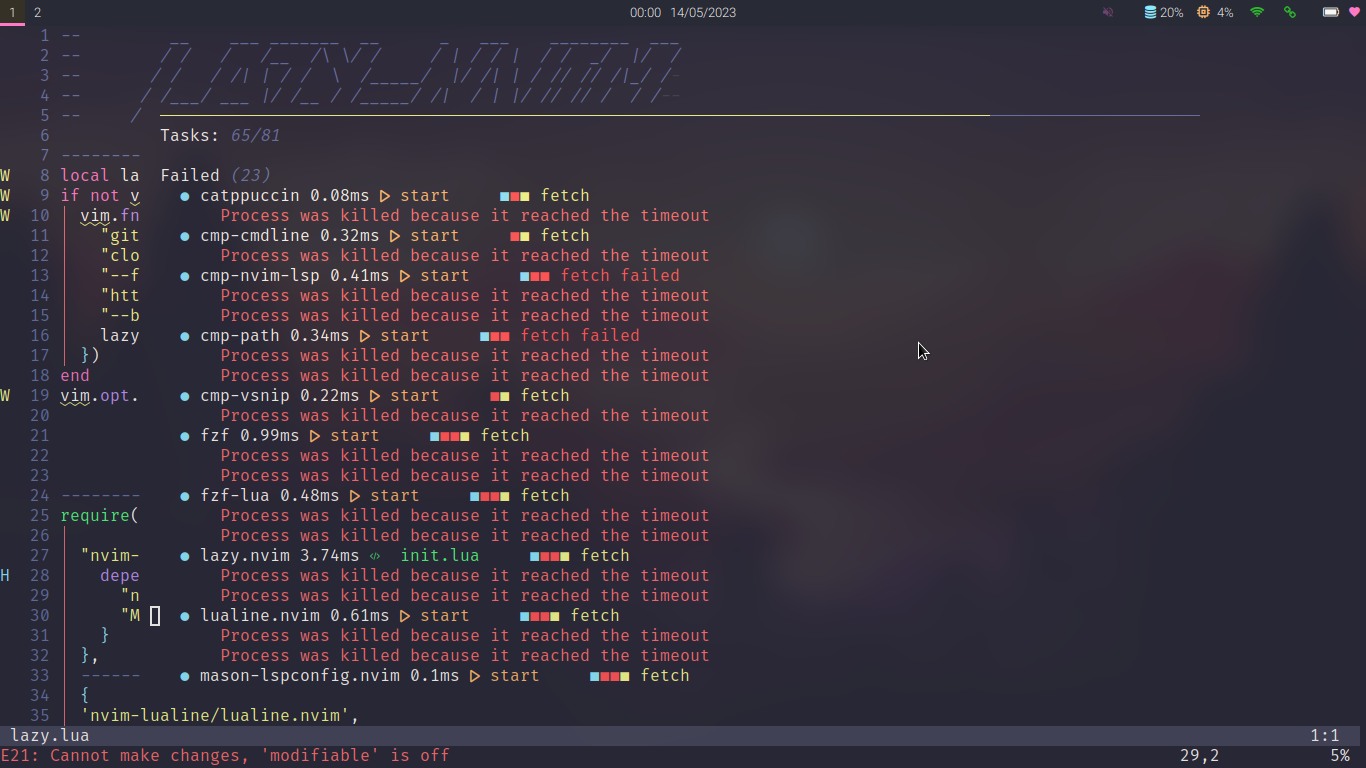 1 2 00:00 14/05/2023 20% 4%
1 --
2 --
3 --
4 --
5 --
6 Tasks: 65/81
7 --------
W 8 local la Failed (23)
W 9 if not v ● catppuccin 0.08ms ▷ start ■■■ fetch
W 10 vim.fn Process was killed because it reached the timeout
11 "git ● cmp-cmdline 0.32ms ▷ start ■■ fetch
12 "clo Process was killed because it reached the timeout
13 "--f ● cmp-nvim-lsp 0.41ms ▷ start ■■■ fetch failed
14 "htt Process was killed because it reached the timeout
15 "--b Process was killed because it reached the timeout
16 lazy ● cmp-path 0.34ms ▷ start ■■■ fetch failed
17 }) Process was killed because it reached the timeout
18 end Process was killed because it reached the timeout
W 19 vim.opt. ● cmp-vsnip 0.22ms ▷ start ■■ fetch
20 Process was killed because it reached the timeout
21 ● fzf 0.99ms ▷ start ■■■■ fetch
22 Process was killed because it reached the timeout
23 Process was killed because it reached the timeout
24 -------- ● fzf-lua 0.48ms ▷ start ■■■■ fetch
25 require( Process was killed because it reached the timeout
26 Process was killed because it reached the timeout
27 "nvim- ● lazy.nvim 3.74ms </> init.lua ■■■■ fetch
H 28 depe Process was killed because it reached the timeout
29 "n Process was killed because it reached the timeout
30 "M ● lualine.nvim 0.61ms ▷ start ■■■■ fetch
31 } Process was killed because it reached the timeout
32 }, Process was killed because it reached the timeout
33 ------ ● mason-lspconfig.nvim 0.1ms ▷ start ■■■■ fetch
34 {
35 'nvim-lualine/lualine.nvim',
lazy.lua 1:1
E21: Cannot make changes, 'modifiable' is off 29,2 5%